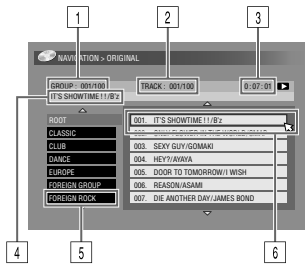 1
2
3
NAVIGATION > ORIGINAL
GROUP : 001/100
TRACK : 001/100
0:07:01
IT'S SHOWTIME!!/B'z
ROOT
CLASSIC
CLUB
DANCE
EUROPE
FOREIGN GROUP
FOREIGN ROCK
001. IT'S SHOWTIME!!/B'z
003. SEXY GUY/GOMAKI
004. HEY?/AYAYA
005. DOOR TO TOMORROW/I WISH
006. REASON/ASAMI
007. DIE ANOTHER DAY/JAMES BOND
4
5
6